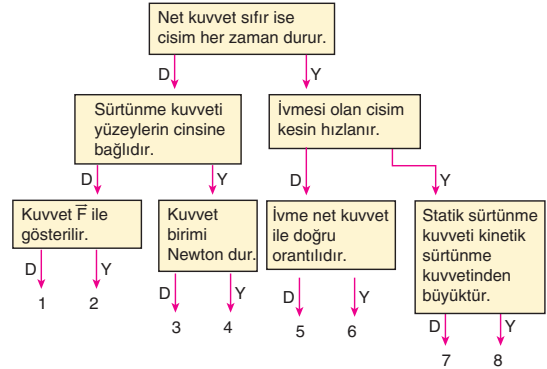 Net kuvvet sıfır ise
cisim her zaman durur.
D
Y
Sürtünme kuvveti
yüzeylerin cinsine
bağlıdır.
İvmesi olan cisim
kesin hızlanır.
D
Y
D
Y
Kuvvet F̅ ile
gösterilir.
Kuvvet
birimi
Newton dur.
İvme net kuvvet
ile doğru
orantılıdır.
Statik sürtünme
kuvveti kinetik
sürtünme
kuvvetinden
büyüktür.
D
Y
D
Y
D
Y
D
Y
1
2
3
4
5
6
7
8